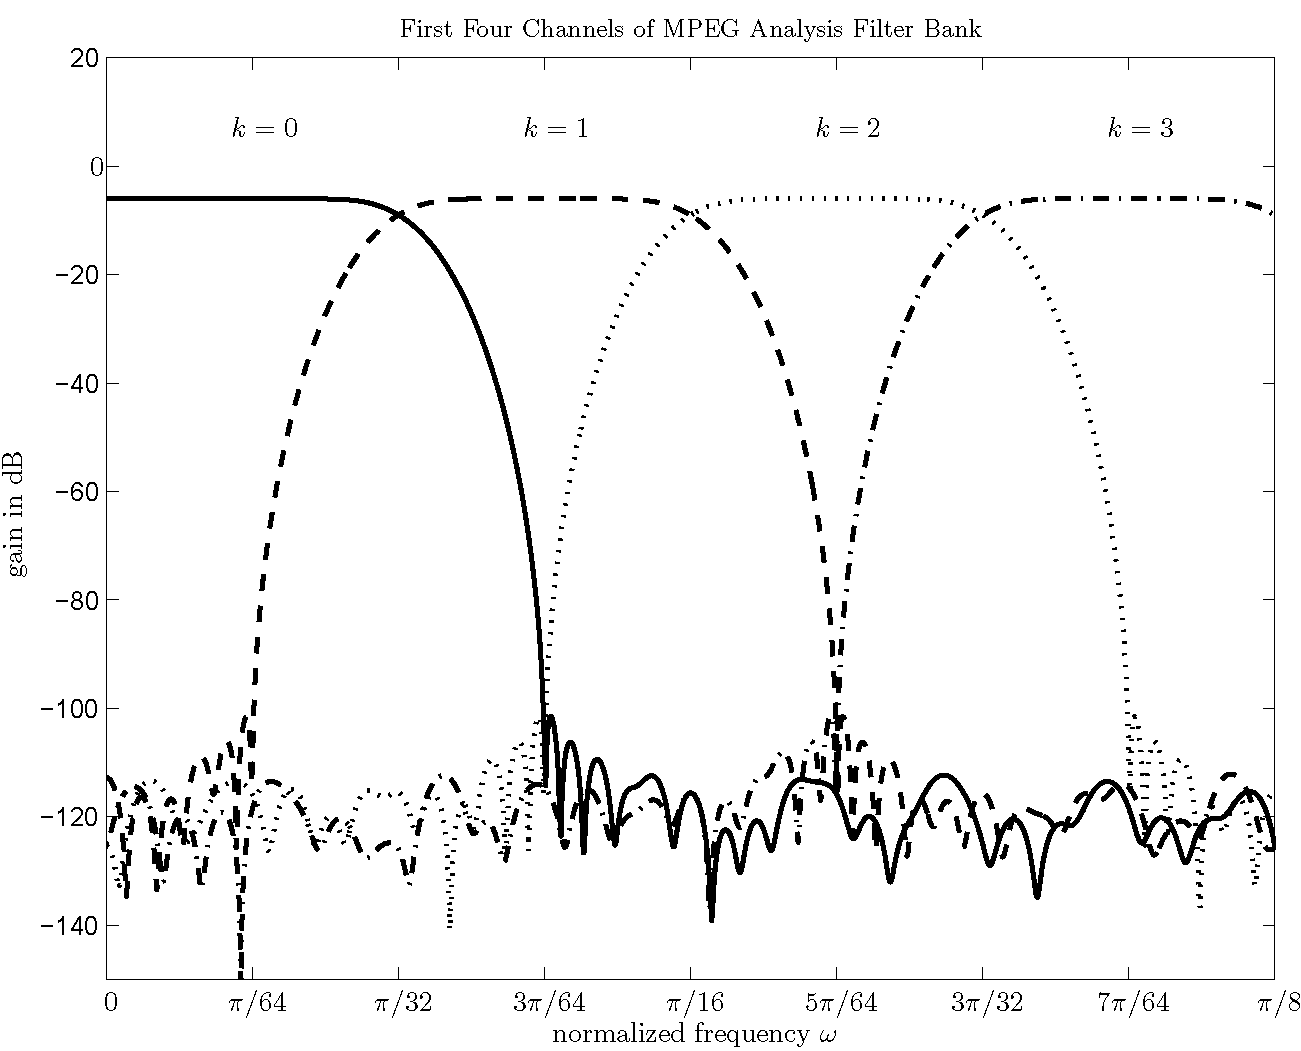 First Four Channels of MPEG Analysis Filter Bank
20
k = 0 k = 1 k = 2 k = 3
0
−20
−40
−60
gain in dB
−80
−100
−120
−140
0 π/64 π/32 3π/64 π/16 5π/64 3π/32 7π/64 π/8
normalized frequency ω